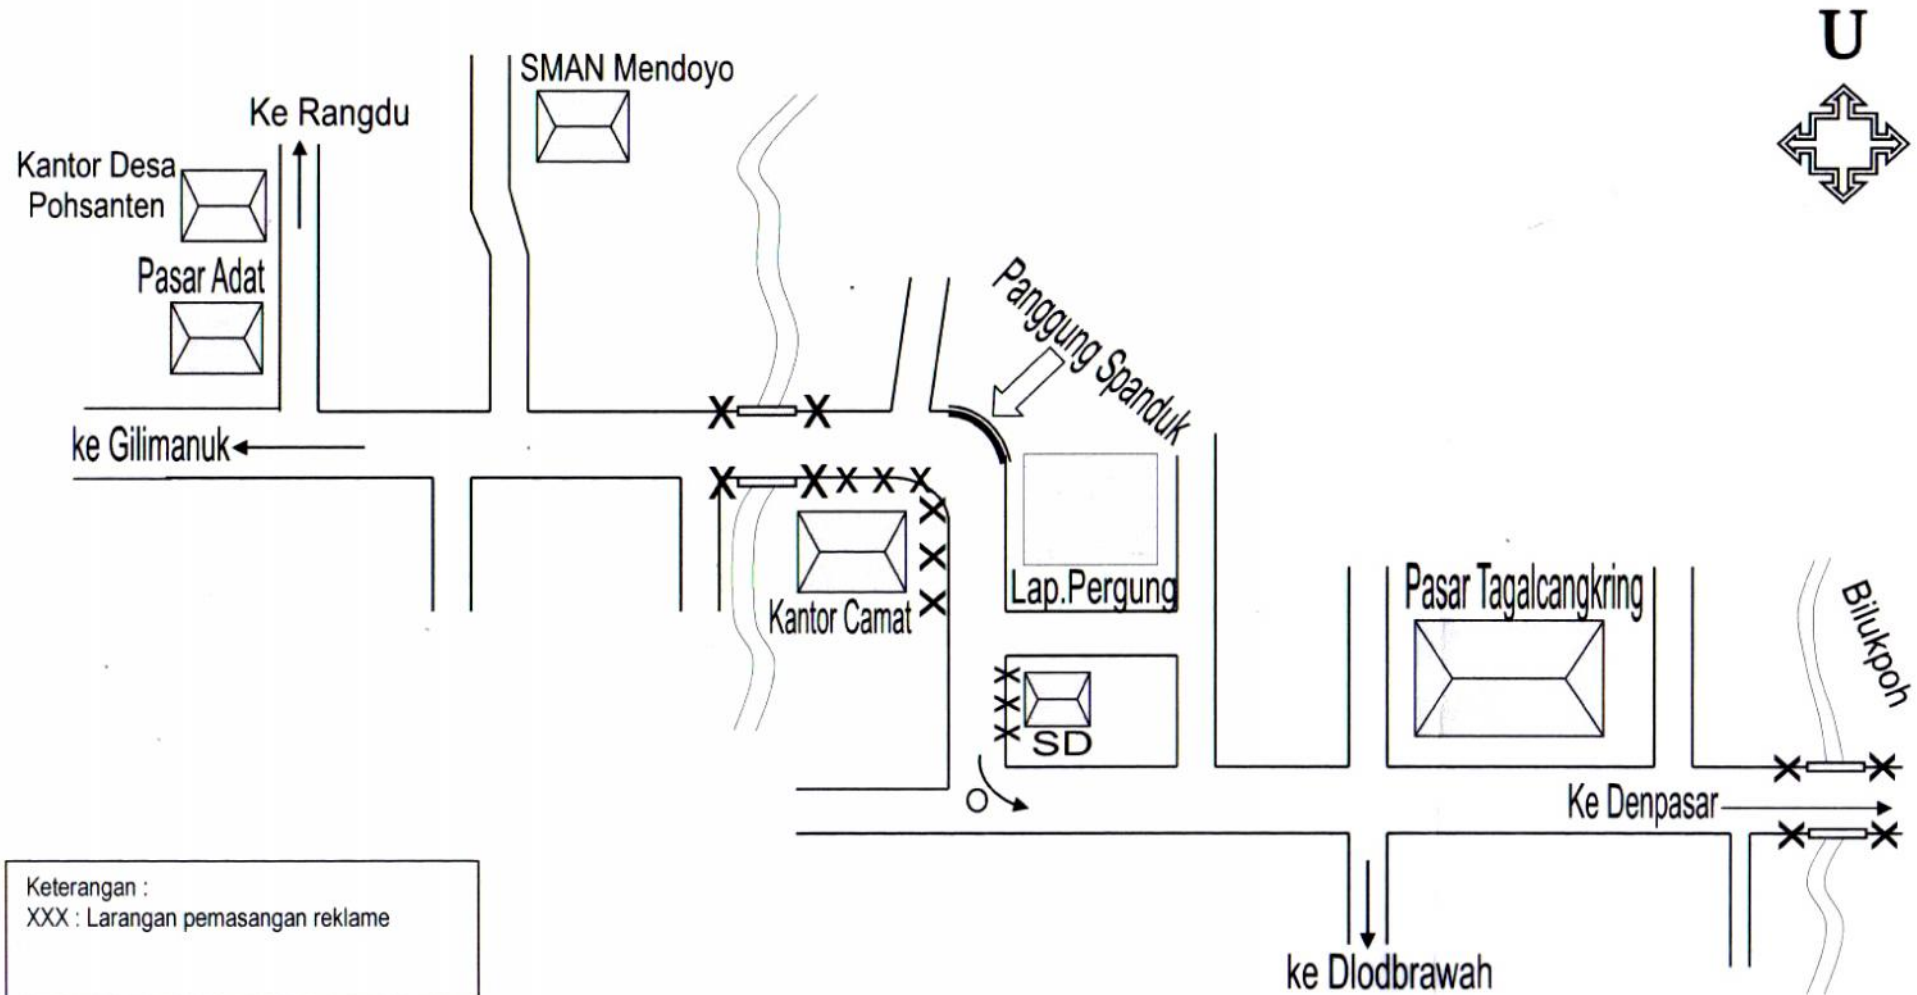 U
SMAN Mendoyo
Ke Rangdu
Kantor Desa
Pohsanten
Pasar Adat
Panggung Spanduk
ke Gilimanuk
X X
X X X X X
X
X
X
Kantor Camat
Lap.Pergung
Pasar Tagalcangkring
Bilukpoh
X
X
X
SD
X X
Ke Denpasar
X X
ke Dlodbrawah
Keterangan :
XXX : Larangan pemasangan reklame